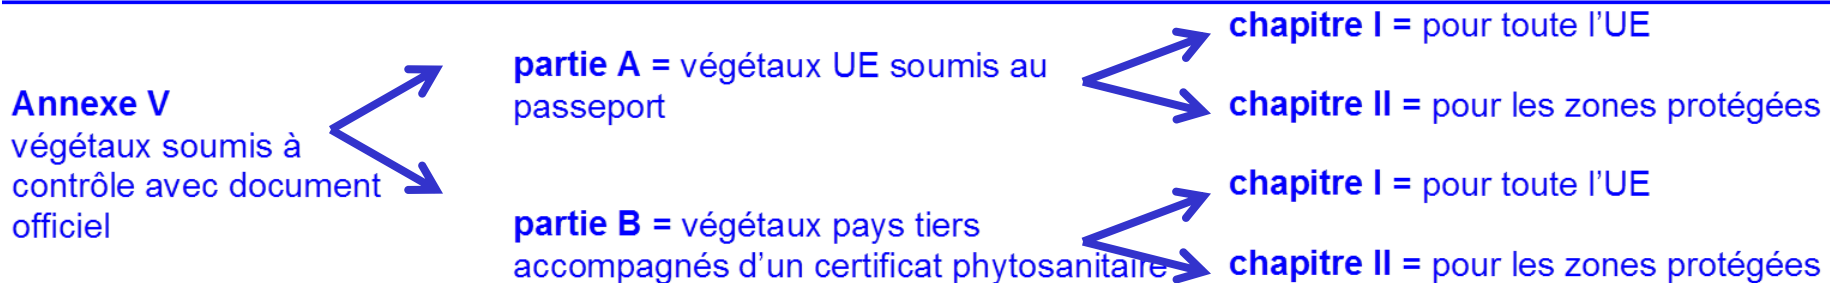 Annexe V
végétaux soumis à
contrôle avec document
officiel
partie A = végétaux UE soumis au
passeport
chapitre I = pour toute l'UE
chapitre II = pour les zones protégées
partie B = végétaux pays tiers
accompagnés d'un certificat phytosanitaire
chapitre I = pour toute l'UE
chapitre II = pour les zones protégées